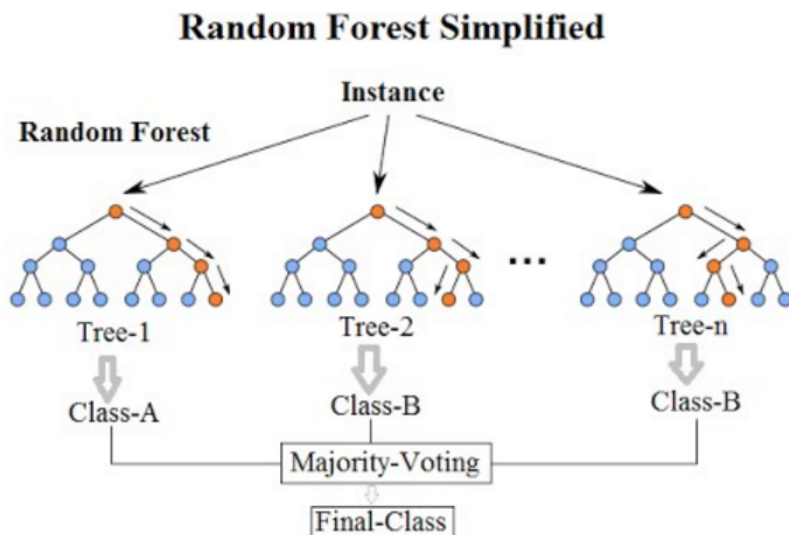 Random Forest Simplified
Instance
Random Forest
Tree-1
Tree-2
...
Tree-n
Class-A
Class-B
Class-B
Majority-Voting
Final-Class